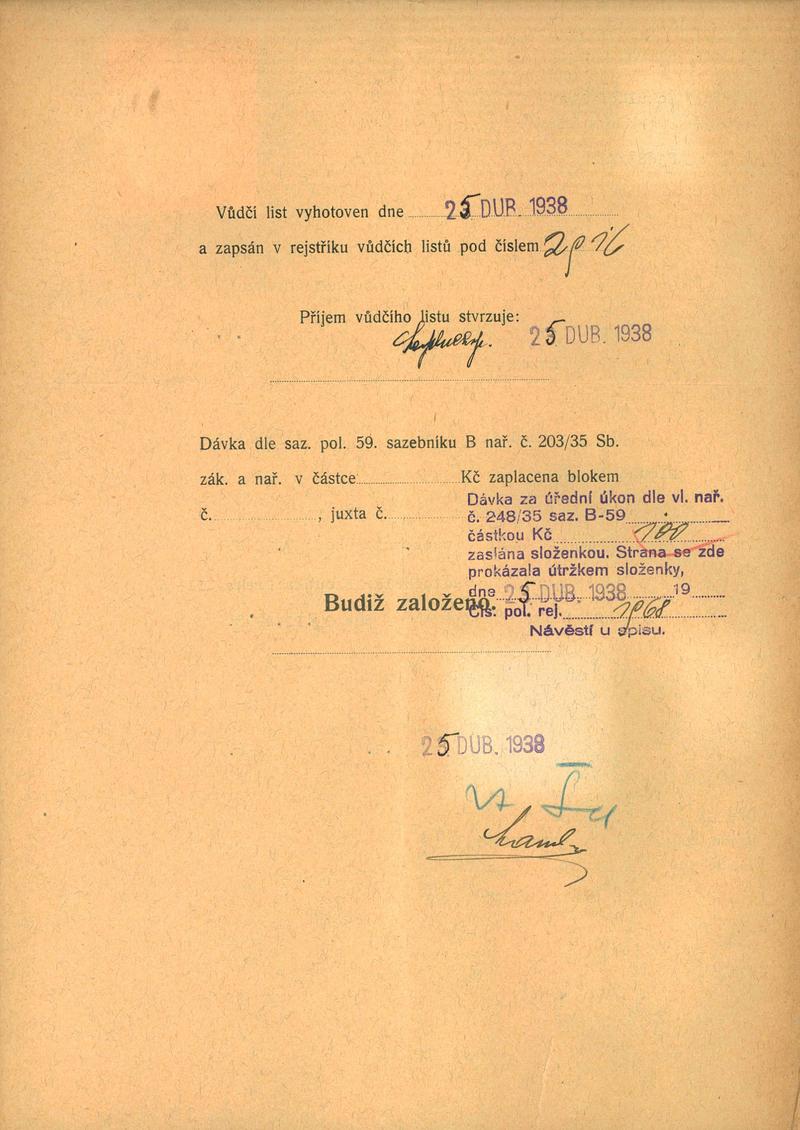 Vůdčí list vyhotoven dne 25 DUB. 1938
a zapsán v rejstříku vůdčích listů pod číslem
Příjem vůdčího listu stvrzuje:
25 DUB. 1938
Dávka dle saz. pol. 59. sazebníku B nař. č. 203/35 Sb.
zák. a nař. v částce Kč zaplacena blokem
č. , juxta č.
Dávka za úřední úkon dle vl. nař.
č. 248/35 saz. B-59
částkou Kč 100
zaslána složenkou. Strana se zde
prokázala útržkem složenky,
dne 25 DUB. 1938 19
Budiž založeno.
Čís. pol. rej.
Návěstí u spisu.
25 DUB. 1938